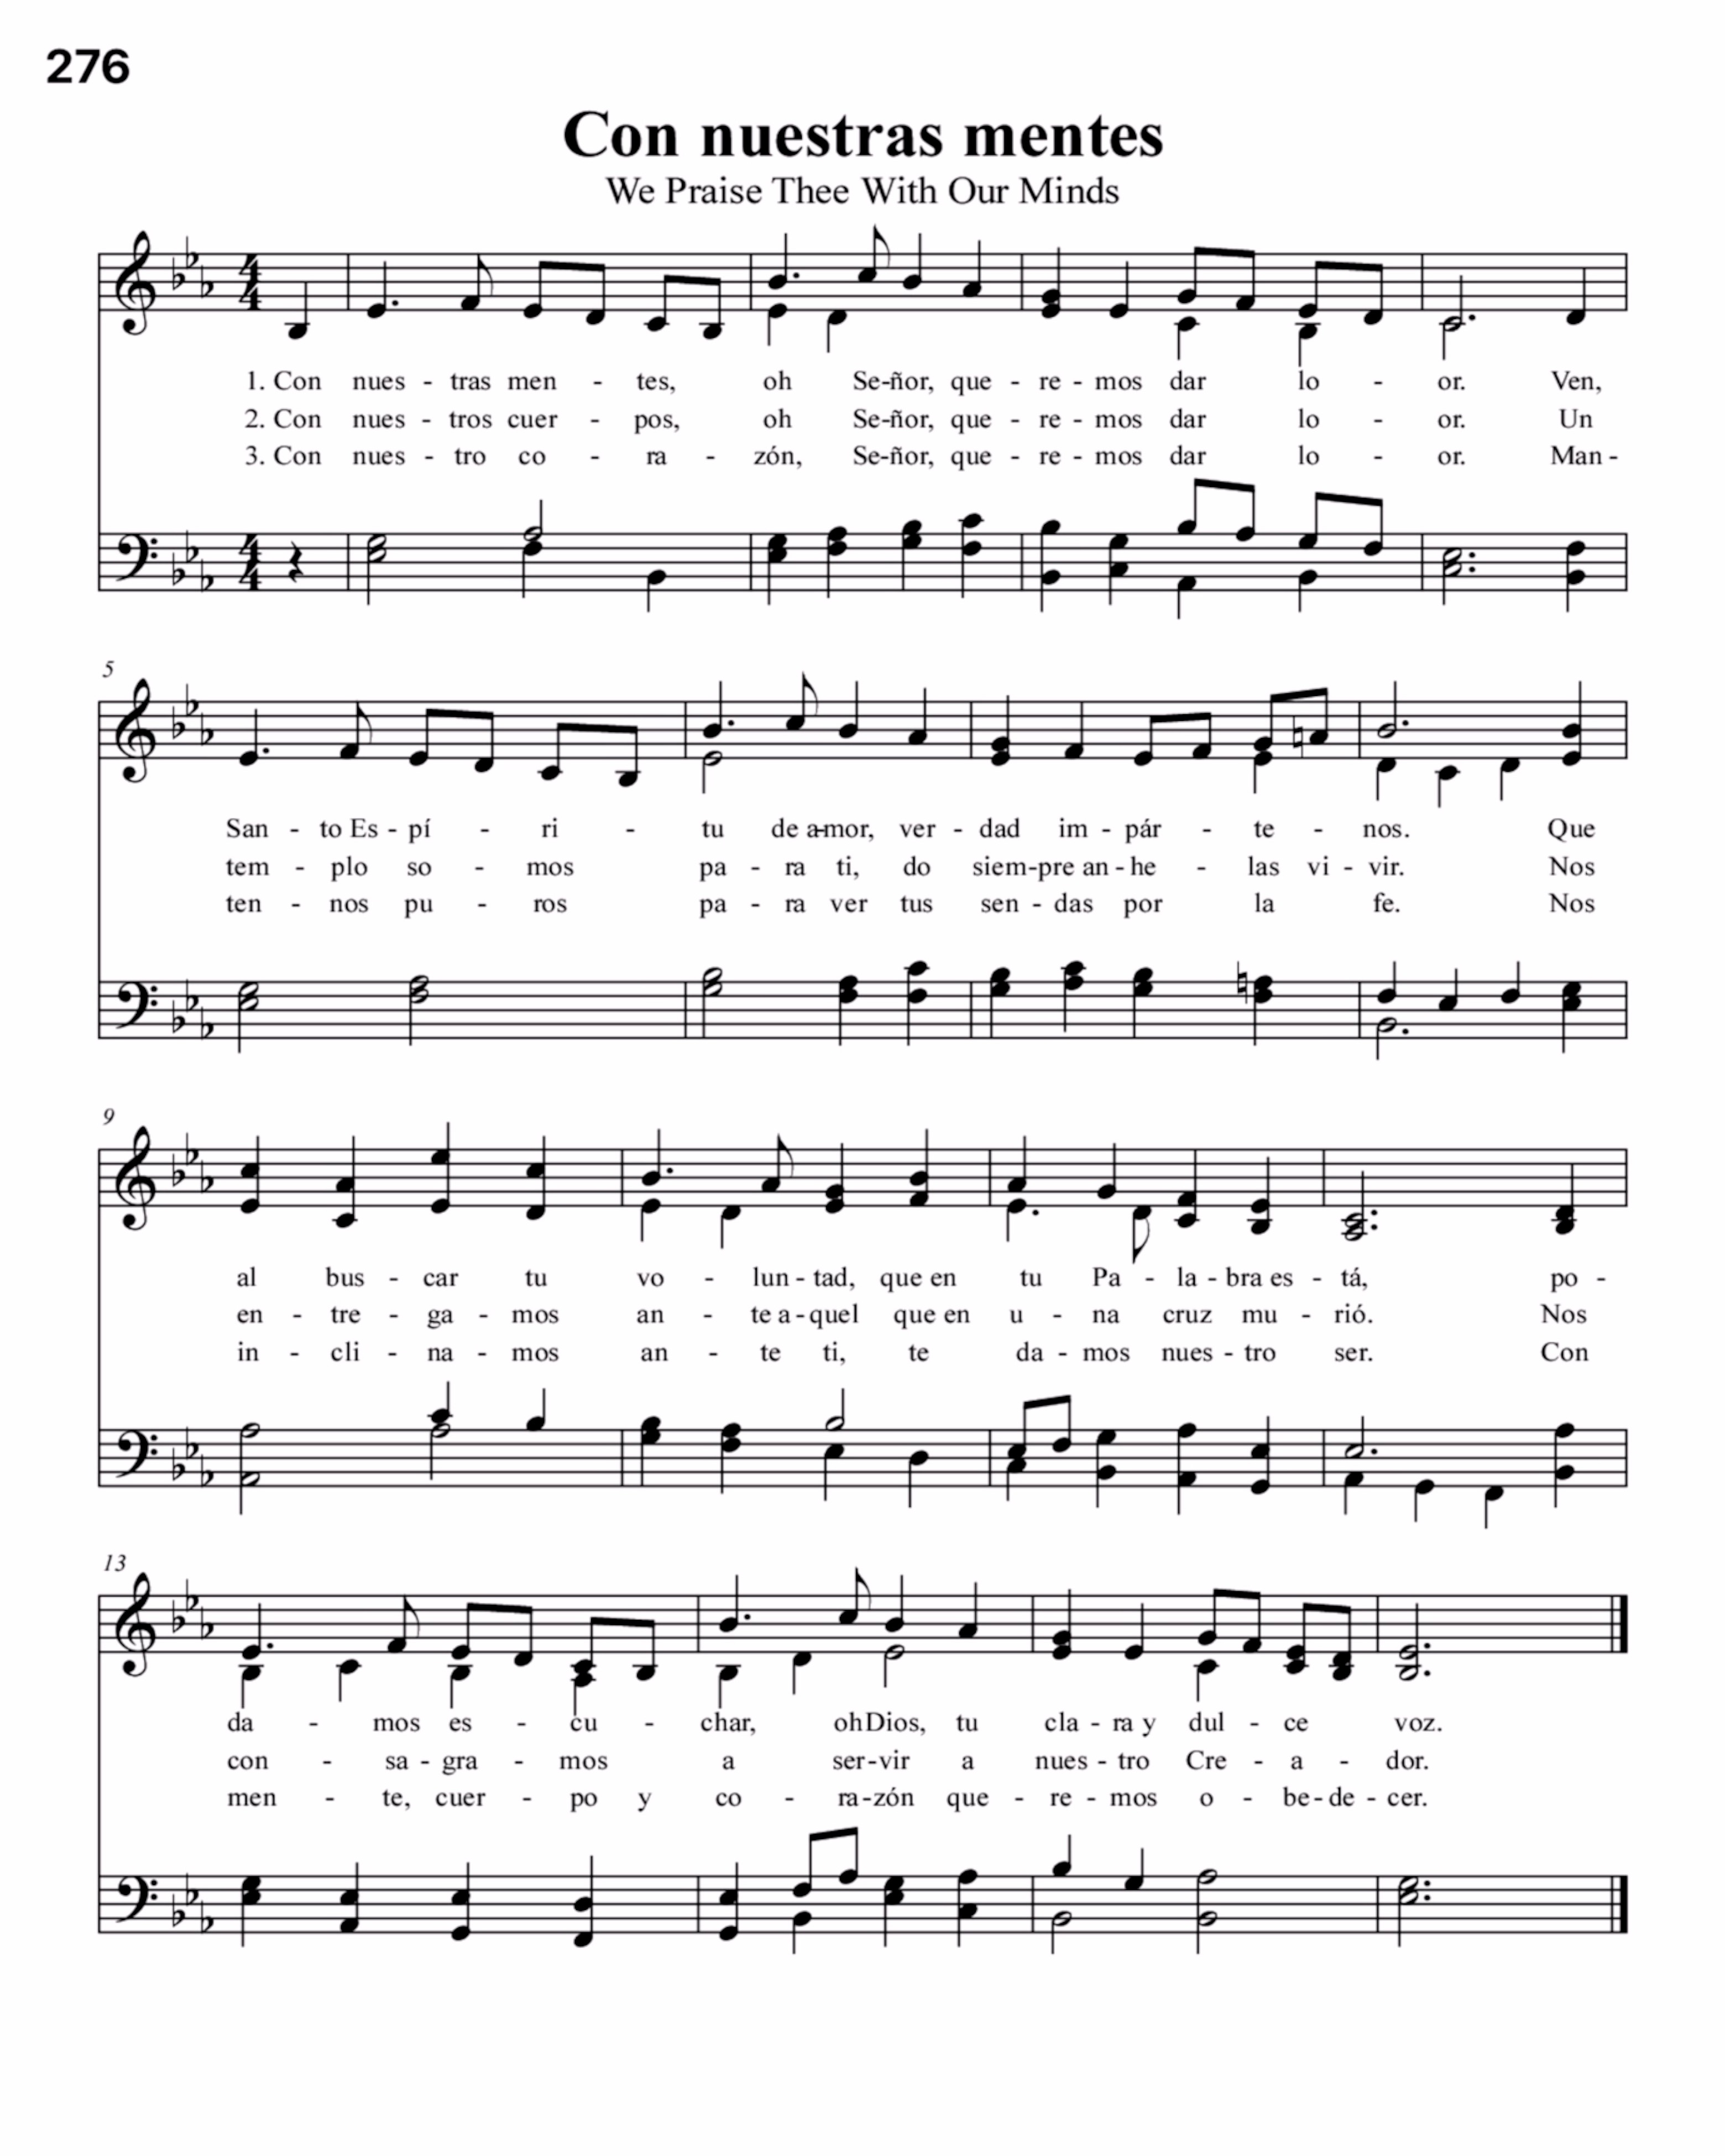 276
Con nuestras mentes
We Praise Thee With Our Minds
1. Con nues - tras men - tes, oh Se-ñor, que - re - mos dar lo - or. Ven,
2. Con nues - tros cuer - pos, oh Se-ñor, que - re - mos dar lo - or. Un
3. Con nues - tro co - ra - zón, Se-ñor, que - re - mos dar lo - or. Man -
5
San - to Es - pí - ri - tu de a-mor, ver - dad im - pár - te - nos. Que
tem - plo so - mos pa - ra ti, do siem-pre an - he - las vi - vir. Nos
ten - nos pu - ros pa - ra ver tus sen - das por la fe. Nos
9
al bus - car tu vo - lun - tad, que en tu Pa - la - bra es - tá, po -
en - tre - ga - mos an - te a - quel que en u - na cruz mu - rió. Nos
in - cli - na - mos an - te ti, te da - mos nues - tro ser. Con
13
da - mos es - cu - char, oh Dios, tu cla - ra y dul - ce voz.
con - sa - gra - mos a ser-vir a nues - tro Cre - a - dor.
men - te, cuer - po y co - ra-zón que - re - mos o - be - de - cer.